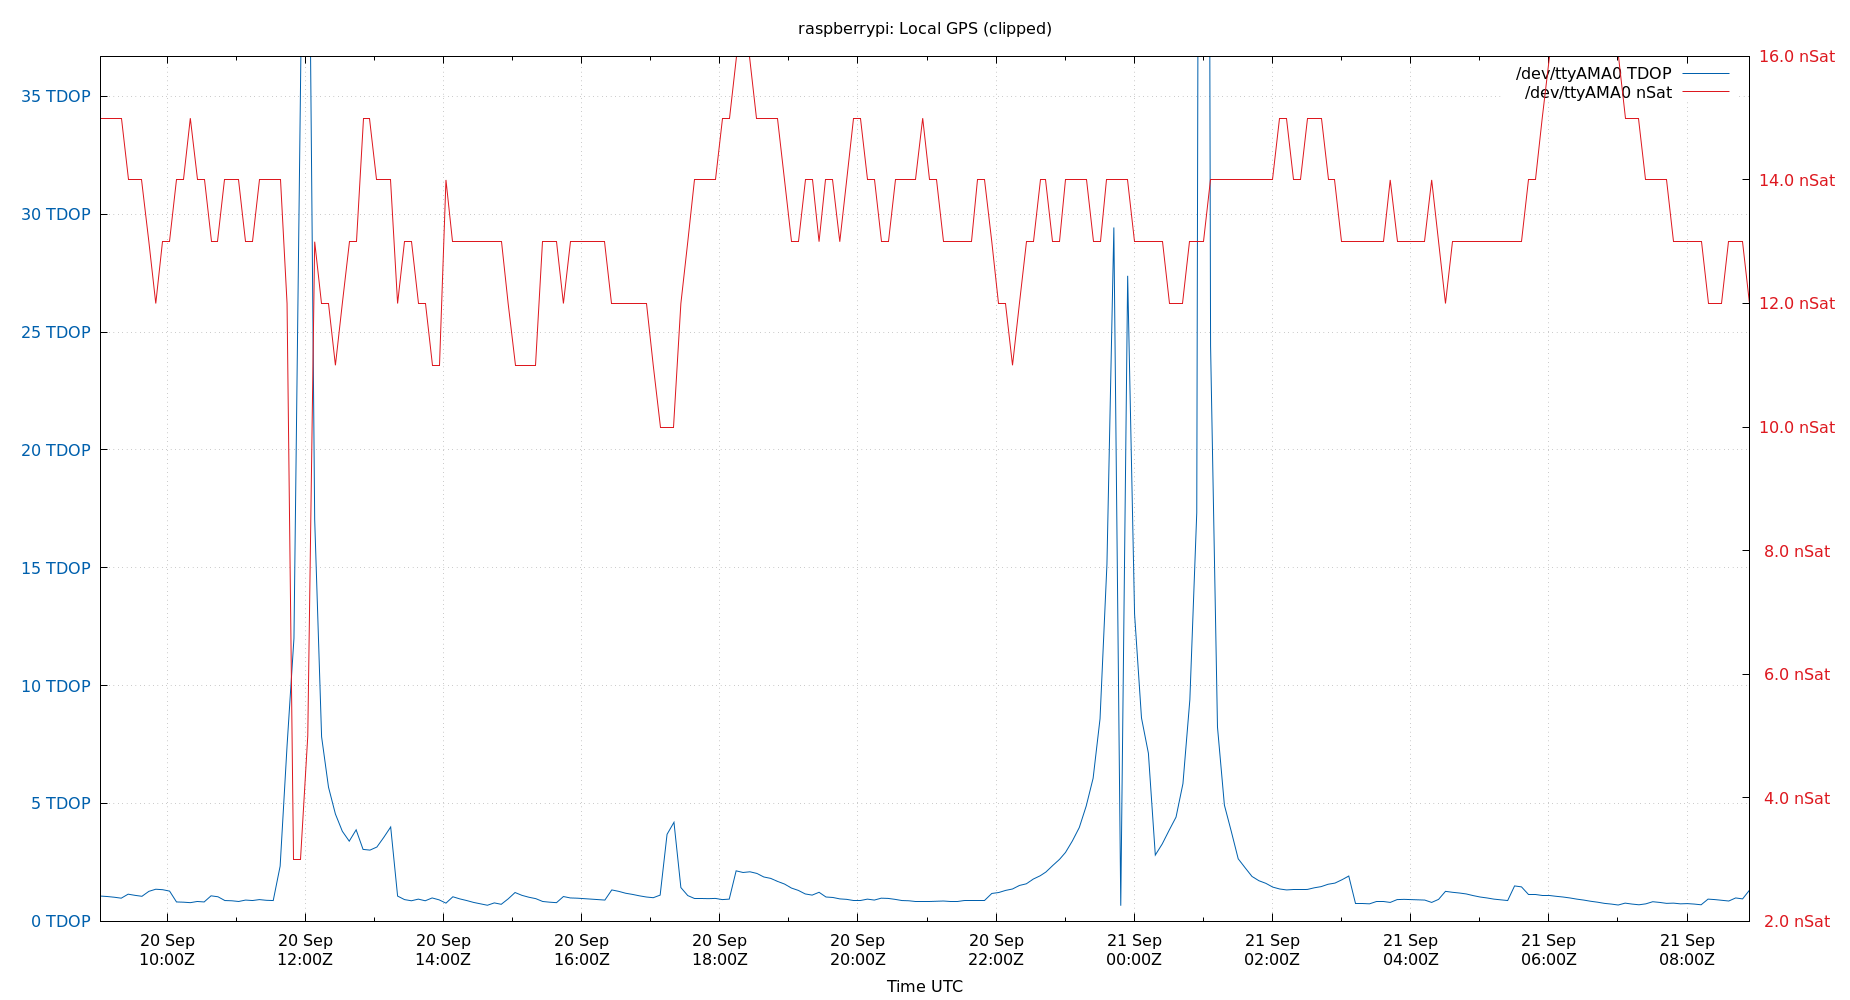 raspberrypi: Local GPS (clipped)
/dev/ttyAMA0 TDOP
/dev/ttyAMA0 nSat
35 TDOP
30 TDOP
25 TDOP
20 TDOP
15 TDOP
10 TDOP
5 TDOP
0 TDOP
16.0 nSat
14.0 nSat
12.0 nSat
10.0 nSat
8.0 nSat
6.0 nSat
4.0 nSat
2.0 nSat
20 Sep 20 Sep 20 Sep 20 Sep 20 Sep 20 Sep 20 Sep 21 Sep 21 Sep 21 Sep 21 Sep 21 Sep
10:00Z 12:00Z 14:00Z 16:00Z 18:00Z 20:00Z 22:00Z 00:00Z 02:00Z 04:00Z 06:00Z 08:00Z
Time UTC